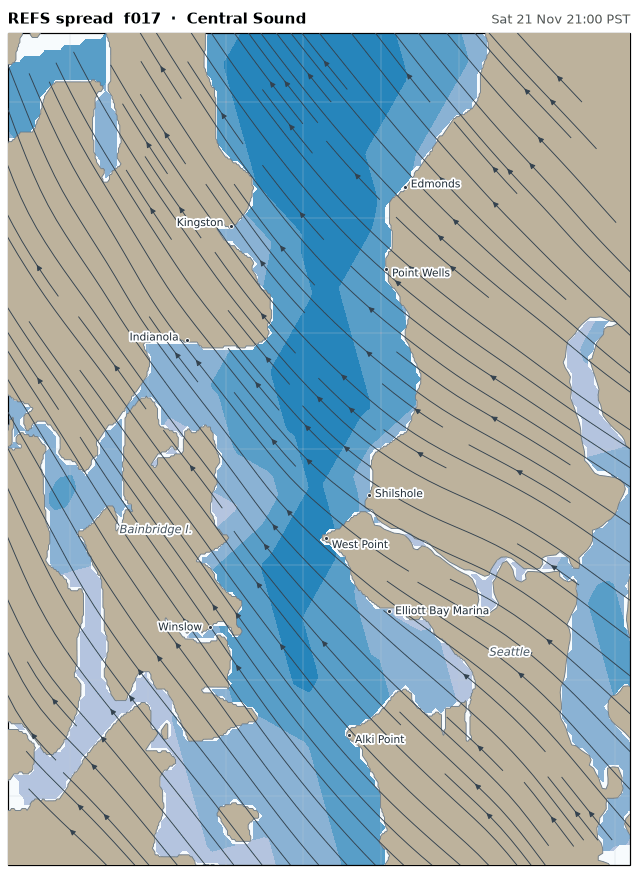 REFS spread f017 · Central Sound
Sat 21 Nov 21:00 PST
Edmonds
Kingston
Point Wells
Indianola
Shilshole
Bainbridge I.
West Point
Elliott Bay Marina
Winslow
Seattle
Alki Point